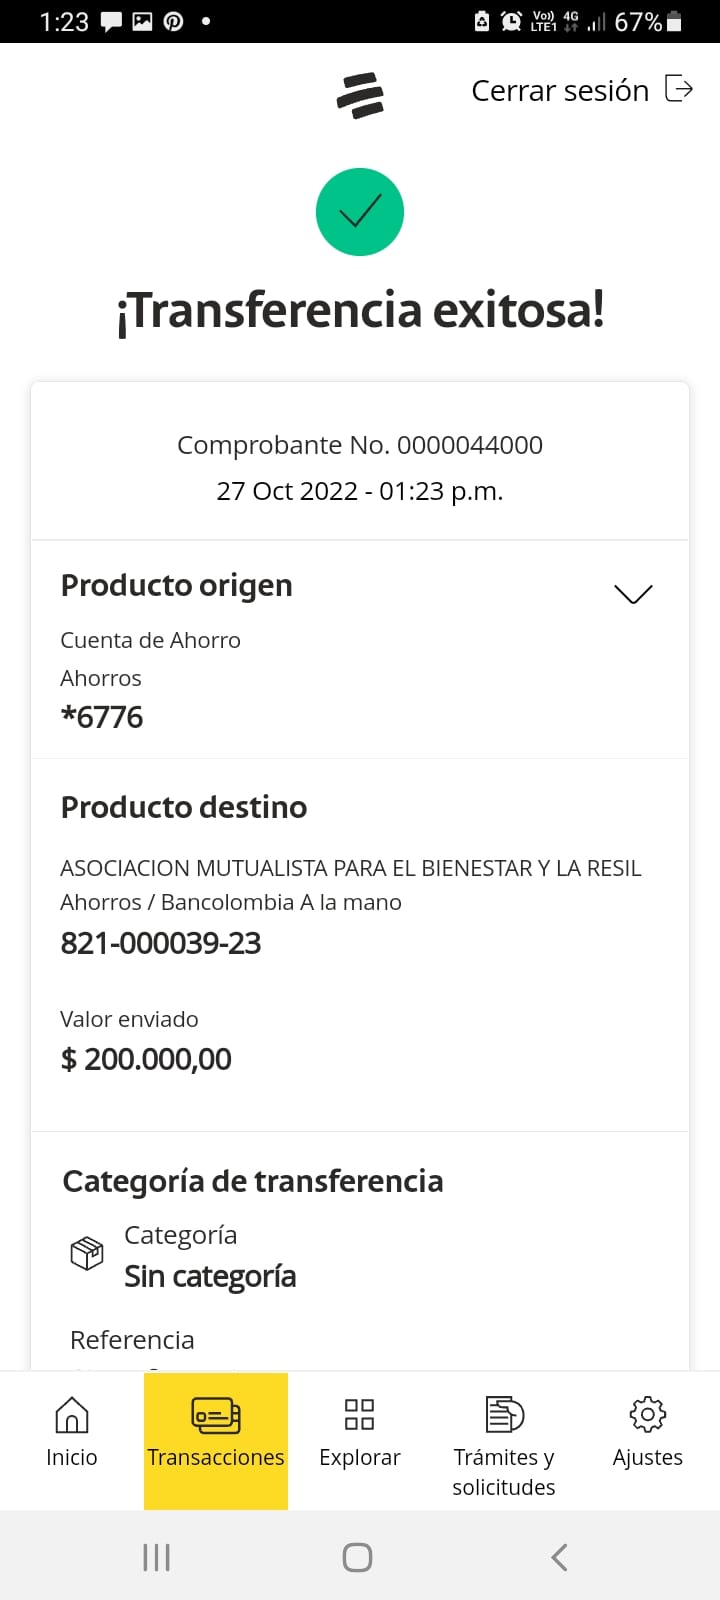 1:23
Vo) 4G
LTE1
67%
Cerrar sesión
¡Transferencia exitosa!
Comprobante No. 0000044000
27 Oct 2022 - 01:23 p.m.
Producto origen
Cuenta de Ahorro
Ahorros
*6776
Producto destino
ASOCIACION MUTUALISTA PARA EL BIENESTAR Y LA RESIL
Ahorros / Bancolombia A la mano
821-000039-23
Valor enviado
$ 200.000,00
Categoría de transferencia
Categoría
Sin categoría
Referencia
Inicio
Transacciones
Explorar
Trámites y
solicitudes
Ajustes